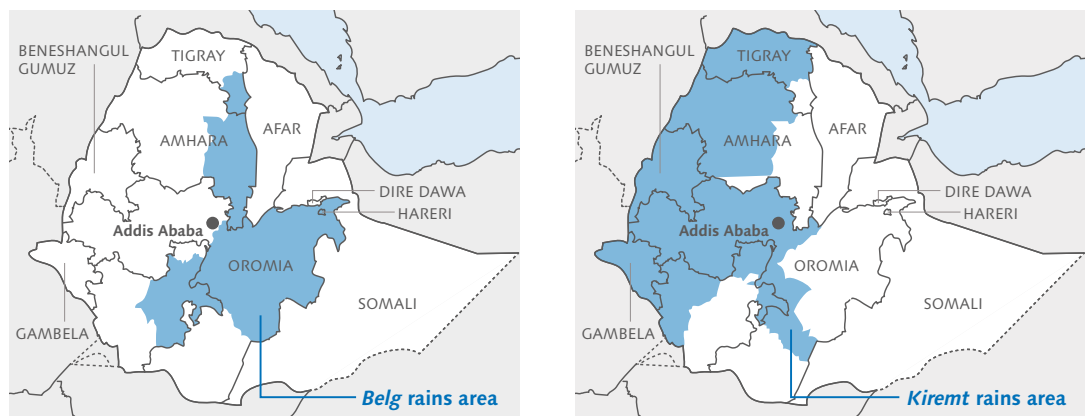 BENESHANGUL
GUMUZ
TIGRAY
AMHARA
AFAR
DIRE DAWA
HARERI
Addis Ababa
OROMIA
SOMALI
GAMBELA
Belg rains area
BENESHANGUL
GUMUZ
TIGRAY
AMHARA
AFAR
DIRE DAWA
HARERI
Addis Ababa
OROMIA
SOMALI
GAMBELA
Kiremt rains area